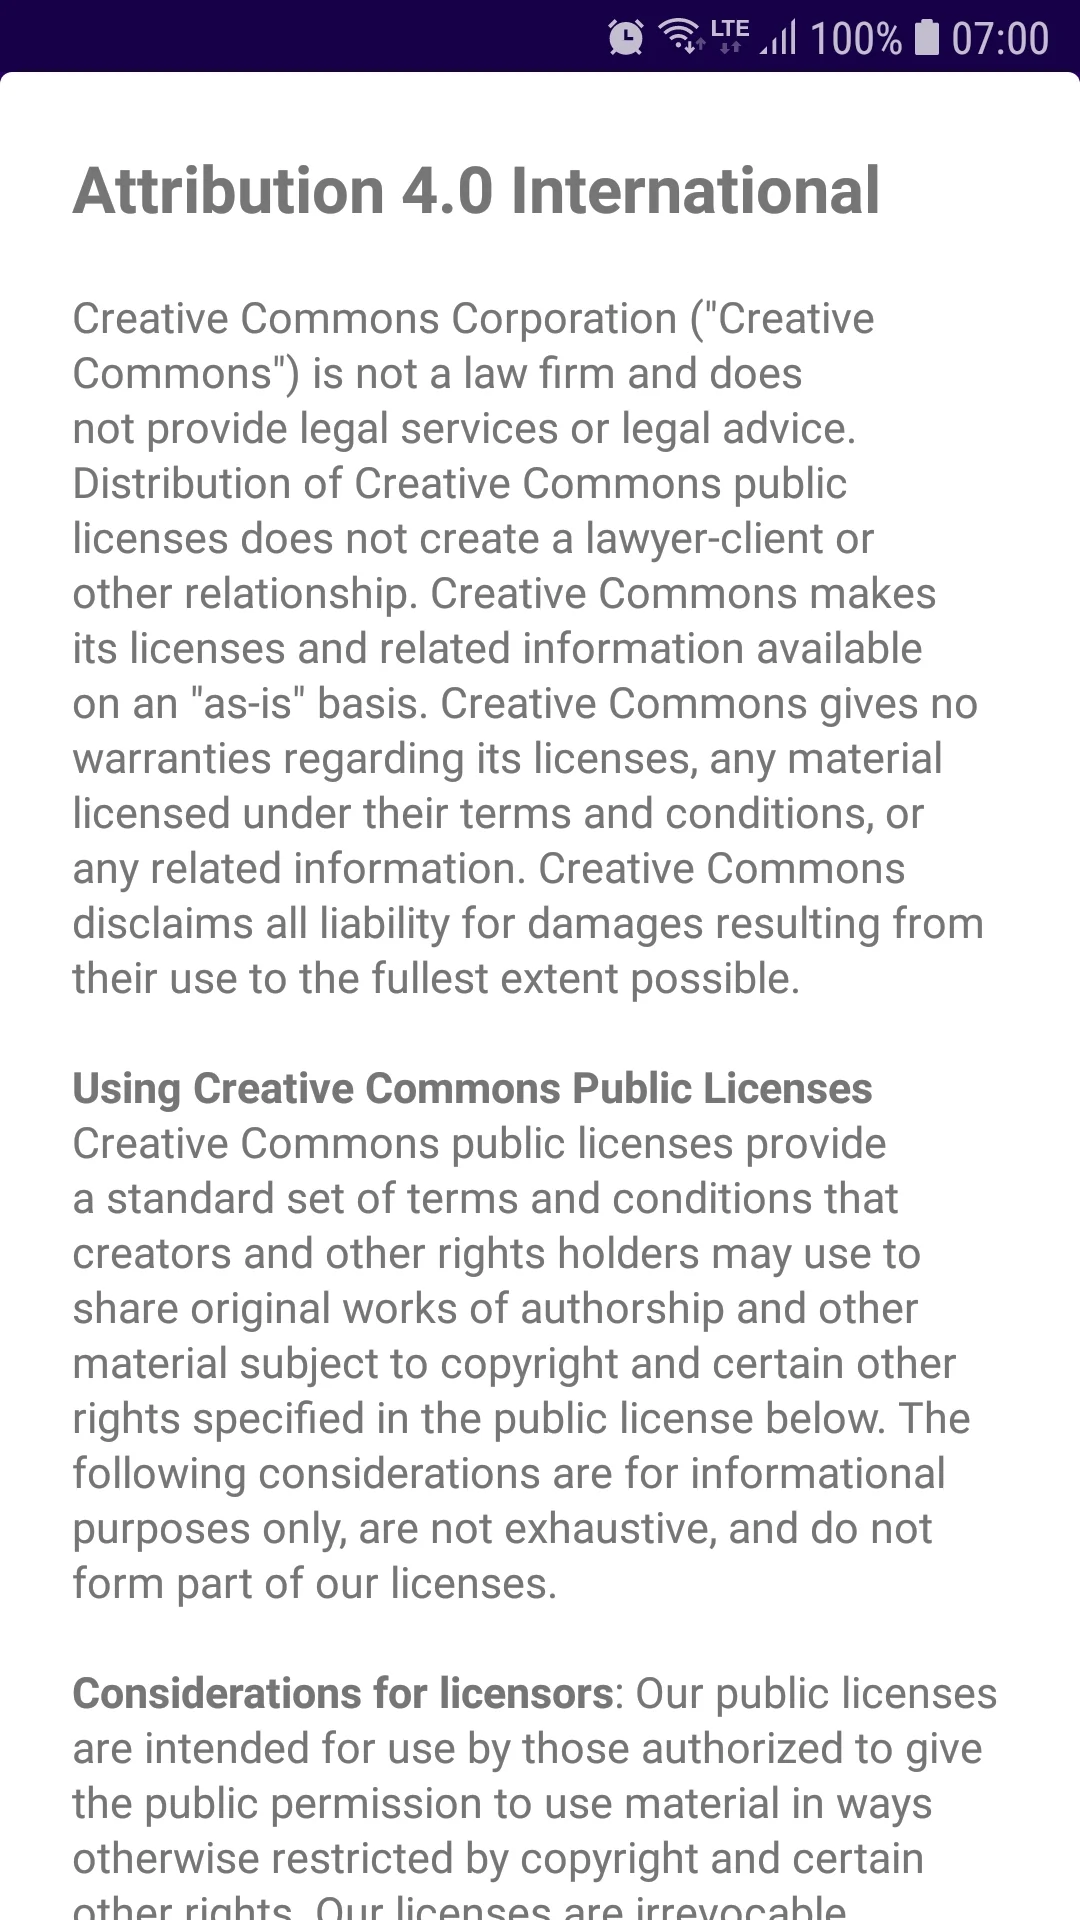 LTE 100% 07:00
Attribution 4.0 International
Creative Commons Corporation ("Creative
Commons") is not a law firm and does
not provide legal services or legal advice.
Distribution of Creative Commons public
licenses does not create a lawyer-client or
other relationship. Creative Commons makes
its licenses and related information available
on an "as-is" basis. Creative Commons gives no
warranties regarding its licenses, any material
licensed under their terms and conditions, or
any related information. Creative Commons
disclaims all liability for damages resulting from
their use to the fullest extent possible.
Using Creative Commons Public Licenses
Creative Commons public licenses provide
a standard set of terms and conditions that
creators and other rights holders may use to
share original works of authorship and other
material subject to copyright and certain other
rights specified in the public license below. The
following considerations are for informational
purposes only, are not exhaustive, and do not
form part of our licenses.
Considerations for licensors: Our public licenses
are intended for use by those authorized to give
the public permission to use material in ways
otherwise restricted by copyright and certain
other rights. Our licenses are irrevocable